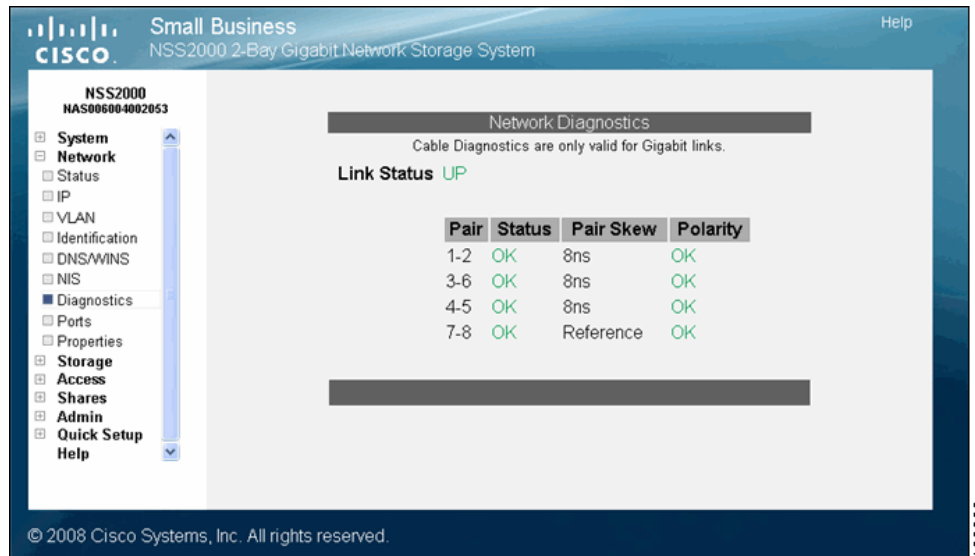 Small Business
Help
CISCO.
NSS2000 2-Bay Gigabit Network Storage System
NSS2000
NAS006004002053
System
Network
Status
IP
VLAN
Identification
DNS/WINS
NIS
Diagnostics
Ports
Properties
Storage
Access
Shares
Admin
Quick Setup
Help
Network Diagnostics
Cable Diagnostics are only valid for Gigabit links.
Link Status UP
Pair Status Pair Skew Polarity
1-2 OK 8ns OK
3-6 OK 8ns OK
4-5 OK 8ns OK
7-8 OK Reference OK
© 2008 Cisco Systems, Inc. All rights reserved.